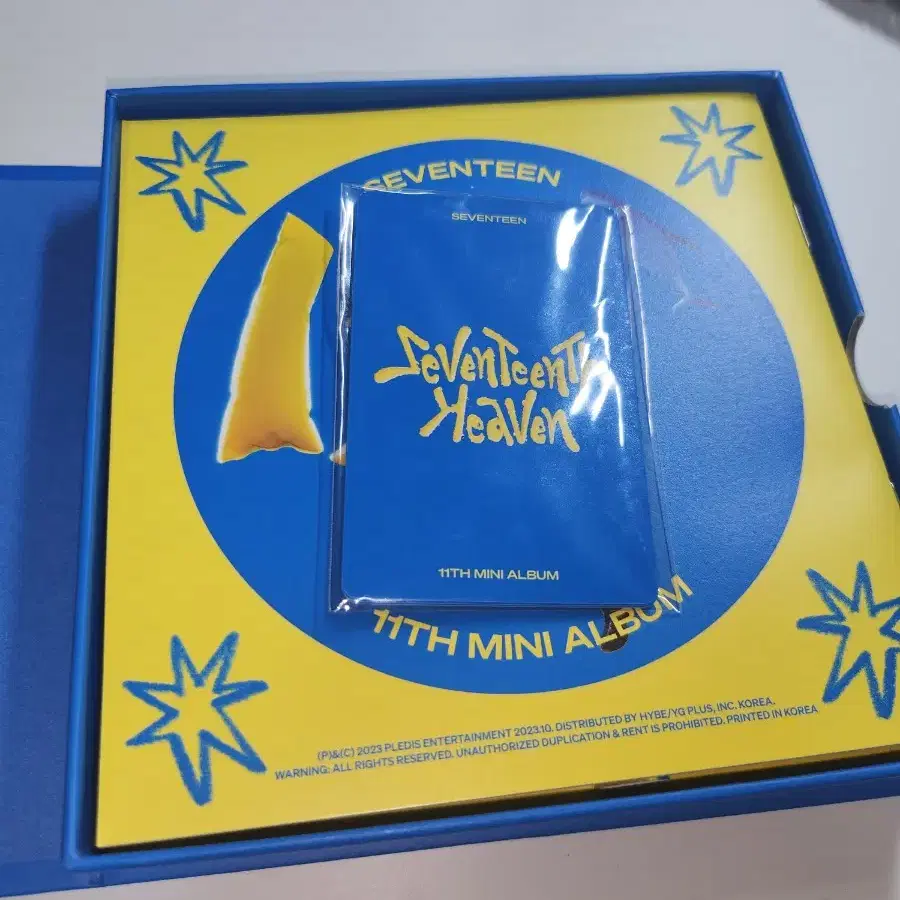 SEVENTEEN
SEVENTEEN
SevenTeenTh
Heaven
11TH MINI ALBUM
11TH MINI ALBUM
(P)&(C) 2023 PLEDIS ENTERTAINMENT 2023.10. DISTRIBUTED BY HYBE/YG PLUS, INC. KOREA.
WARNING: ALL RIGHTS RESERVED. UNAUTHORIZED DUPLICATION & RENT IS PROHIBITED. PRINTED IN KOREA